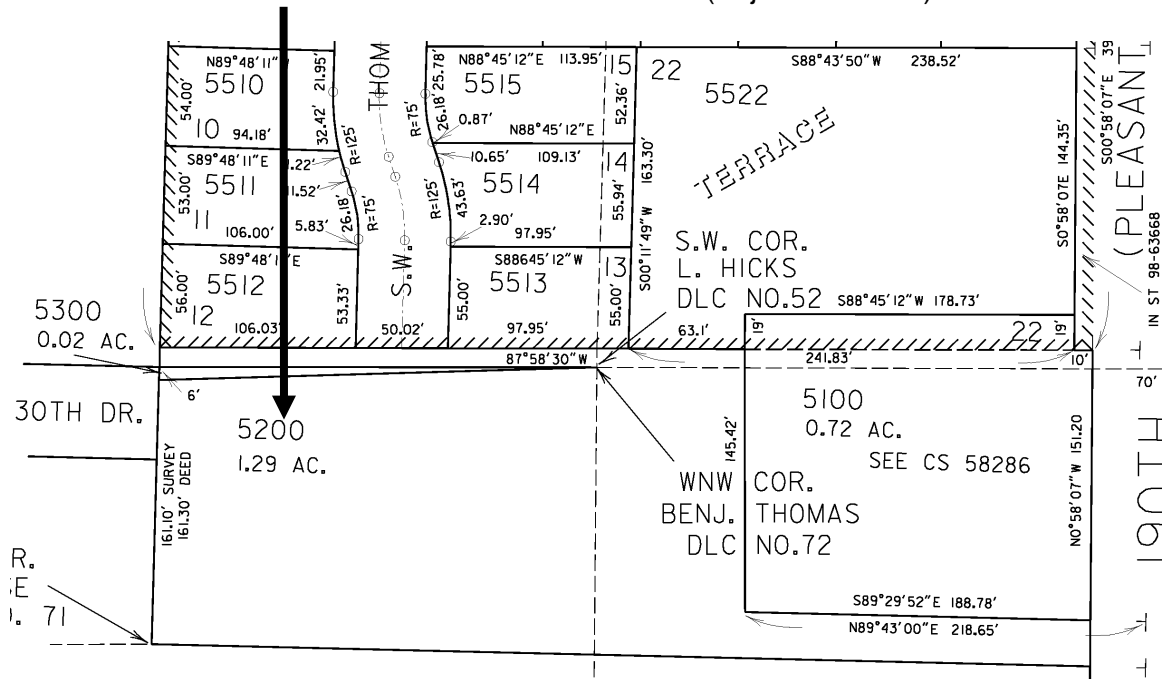 N89°48'11"
5510
54.00'
10
94.18'
21.95'
32.42'
R=125'
S89°48'11"E
5511
53.00'
11
106.00'
11.52'
5.83'
26.18'
R=75'
S89°48'1 "E
5512
56.00'
12
106.03'
53.33'
THOM
S.W.
50.02'
N88°45'12"E 113.95'
15
5515
25.78'
26.18'
R=75'
0.87'
52.36'
N88°45'12"E
10.65'
109.13'
14
5514
R=125'
43.63'
55.94'
2.90'
97.95'
S88645'12"W
13
5513
55.00'
55.00'
97.95'
22
5522
S88°43'50"W 238.52'
TERRACE
163.30'
S00°11'49"W
S0°58'07"E 144.35'
S00°58'07"E 39
(PLEASANT
IN ST 98-63668
S.W. COR.
L. HICKS
DLC NO.52
S88°45'12"W 178.73'
63.1'
19'
22
19'
5300
0.02 AC.
87°58'30"W
241.83'
10'
70'
6'
30TH DR.
5200
1.29 AC.
161.10' SURVEY
161.30' DEED
145.42'
5100
0.72 AC.
SEE CS 58286
N0°58'07"W 151.20
190TH
WNW COR.
BENJ. THOMAS
DLC NO.72
R.
71
S89°29'52"E 188.78'
N89°43'00"E 218.65'